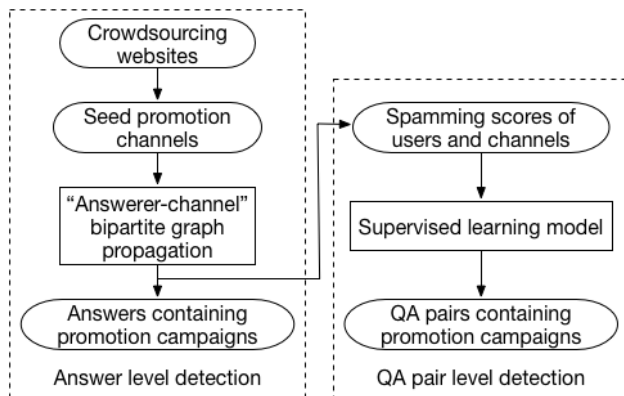 Crowdsourcing
websites
Seed promotion
channels
“Answerer-channel”
bipartite graph
propagation
Answers containing
promotion campaigns
Answer level detection
Spamming scores of
users and channels
Supervised learning model
QA pairs containing
promotion campaigns
QA pair level detection